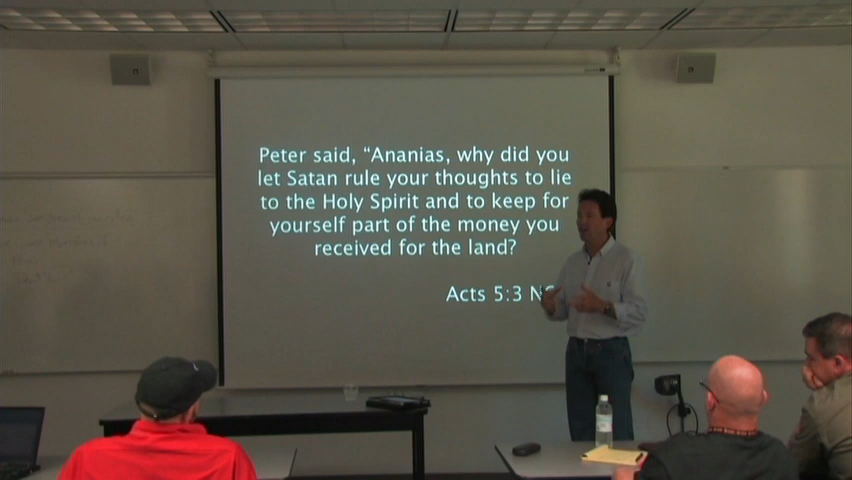 Peter said, “Ananias, why did you
let Satan rule your thoughts to lie
to the Holy Spirit and to keep for
yourself part of the money you
received for the land?
Acts 5:3